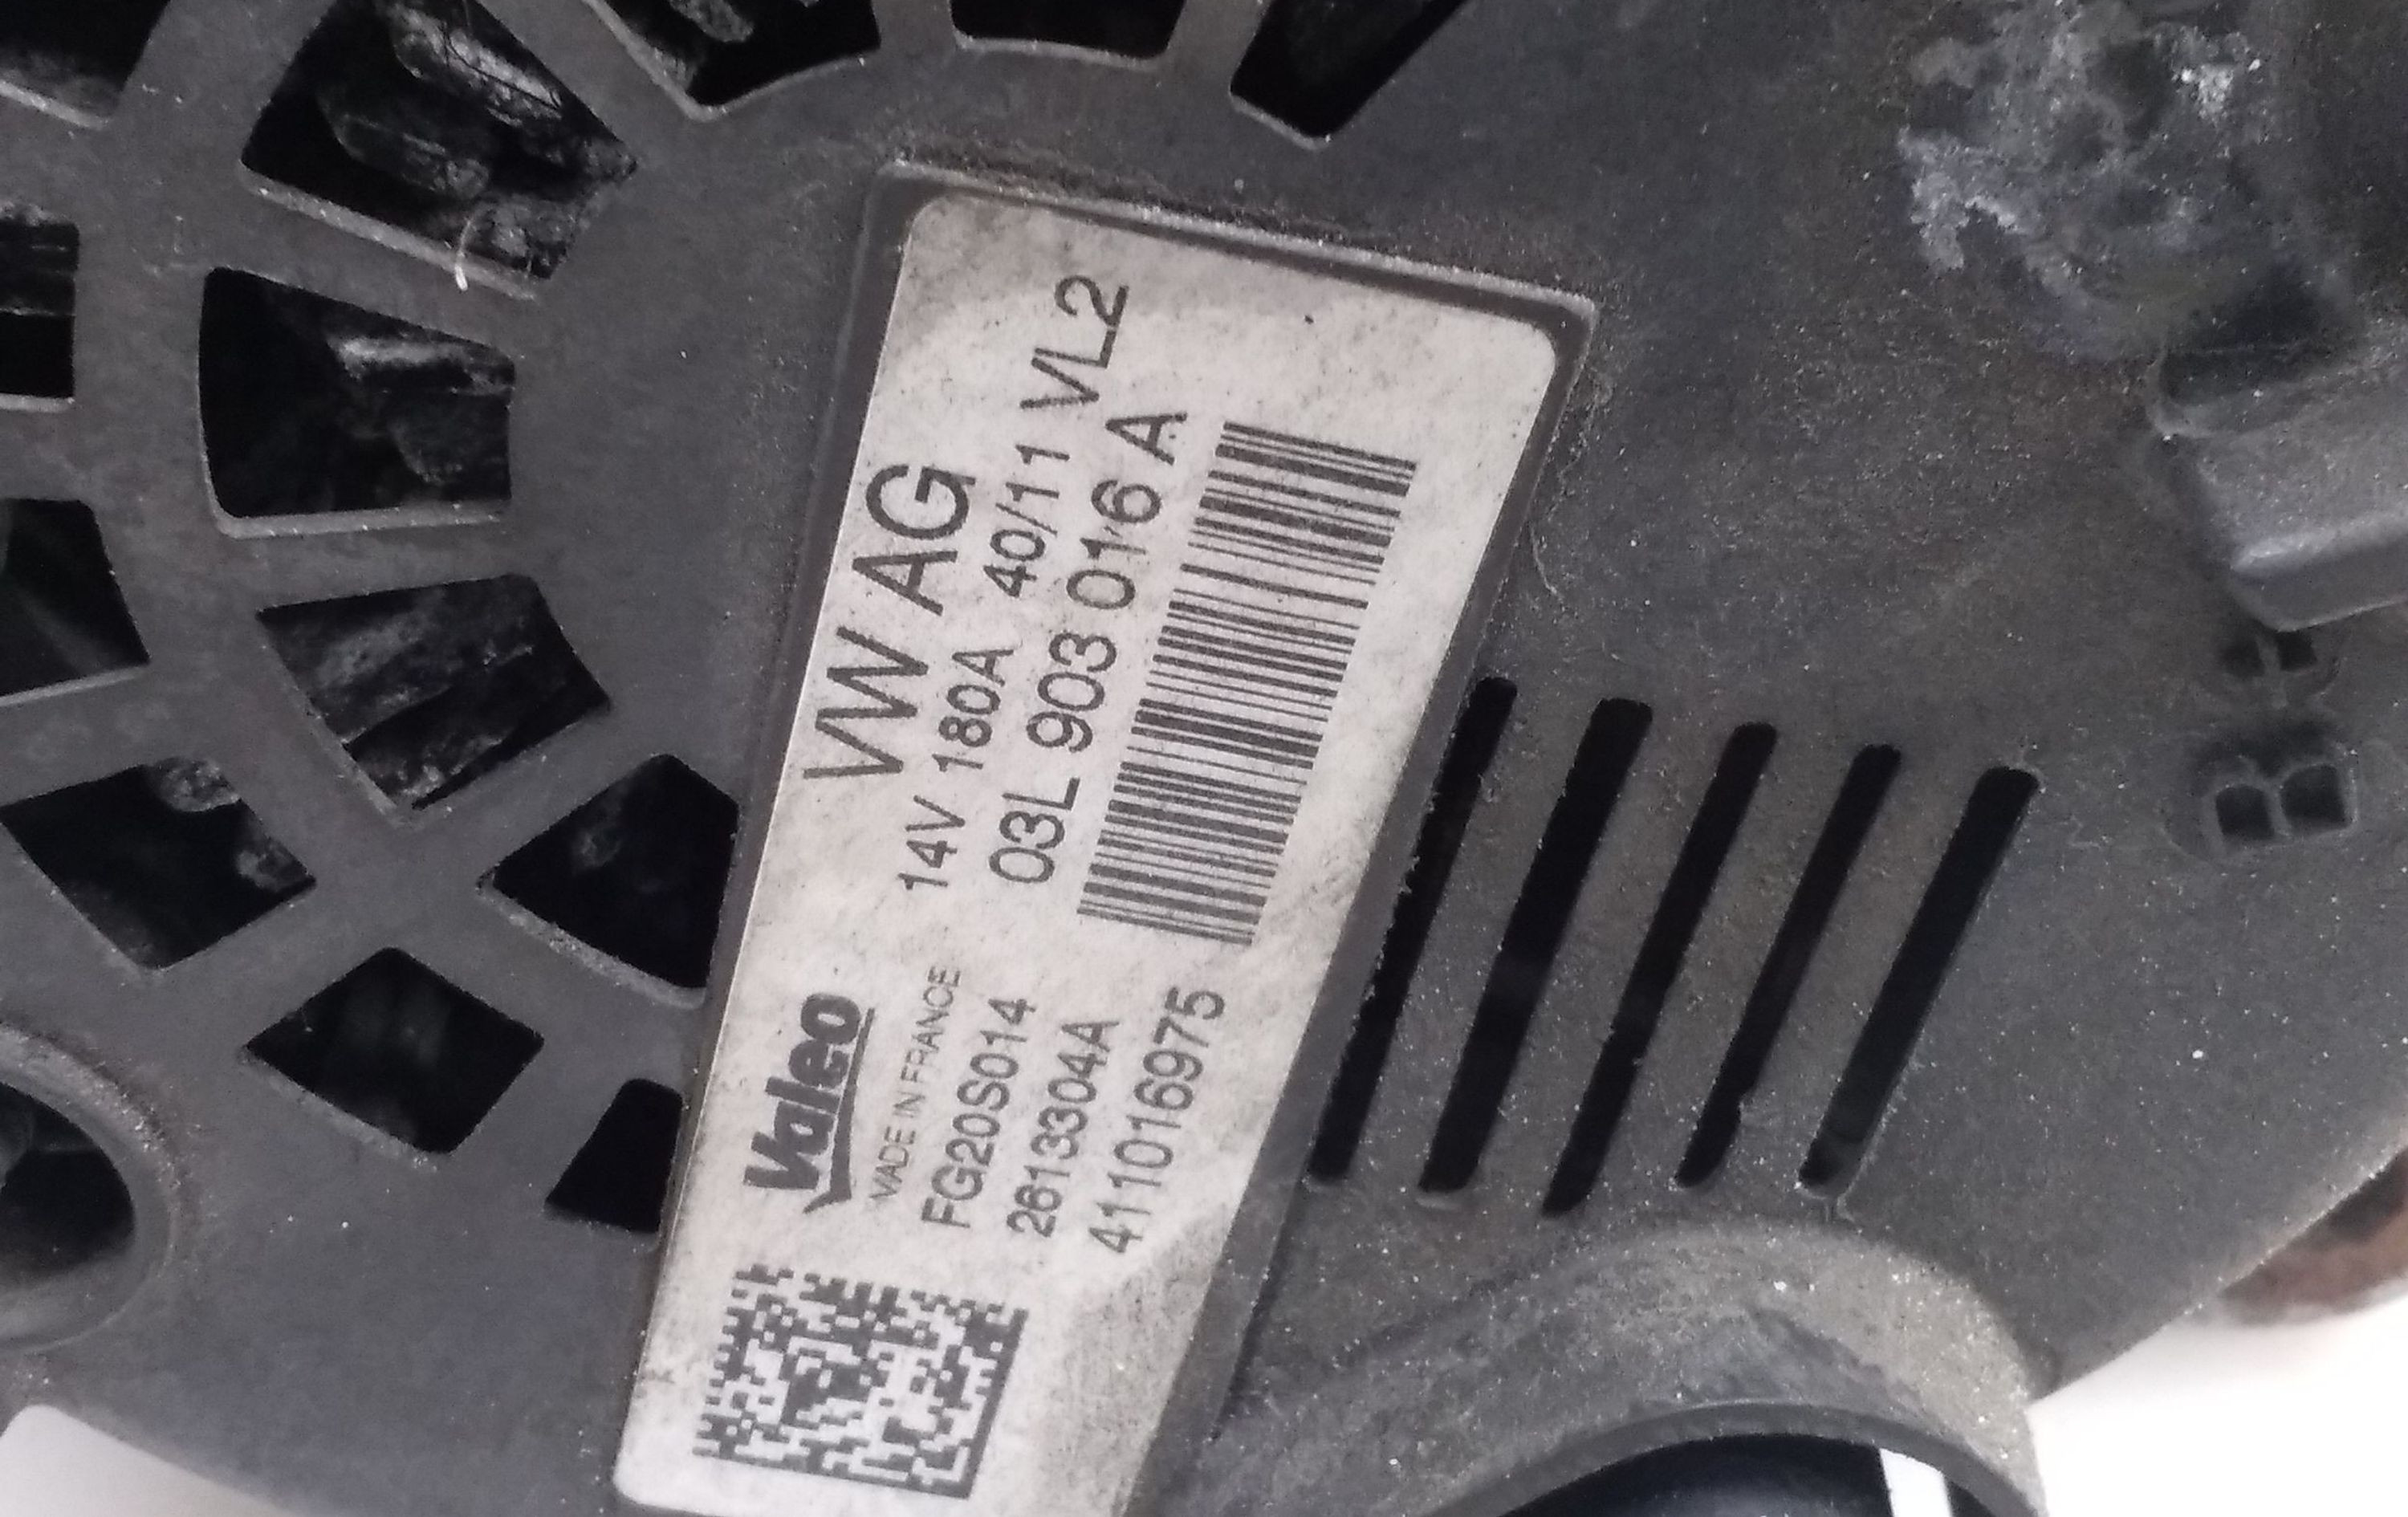 VW AG
14V 180A 40/11 VL2
03L 903 016 A
Valeo
MADE IN FRANCE
FG20S014
2613304A
411016975
B+